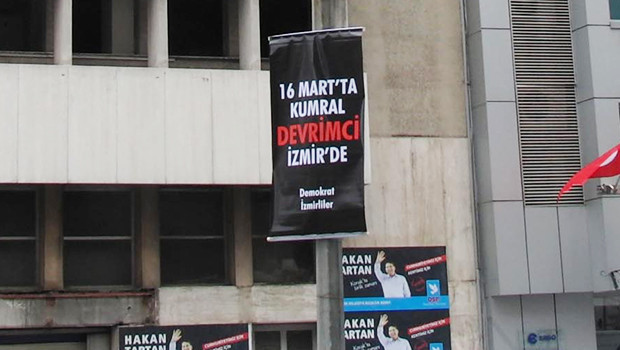 16 MART'TA
KUMRAL
DEVRİMCİ
İZMİR'DE
Demokrat
İzmirliler
HAKAN
TARTAN
HAKAN
TARTAN
HAKAN
TARTAN